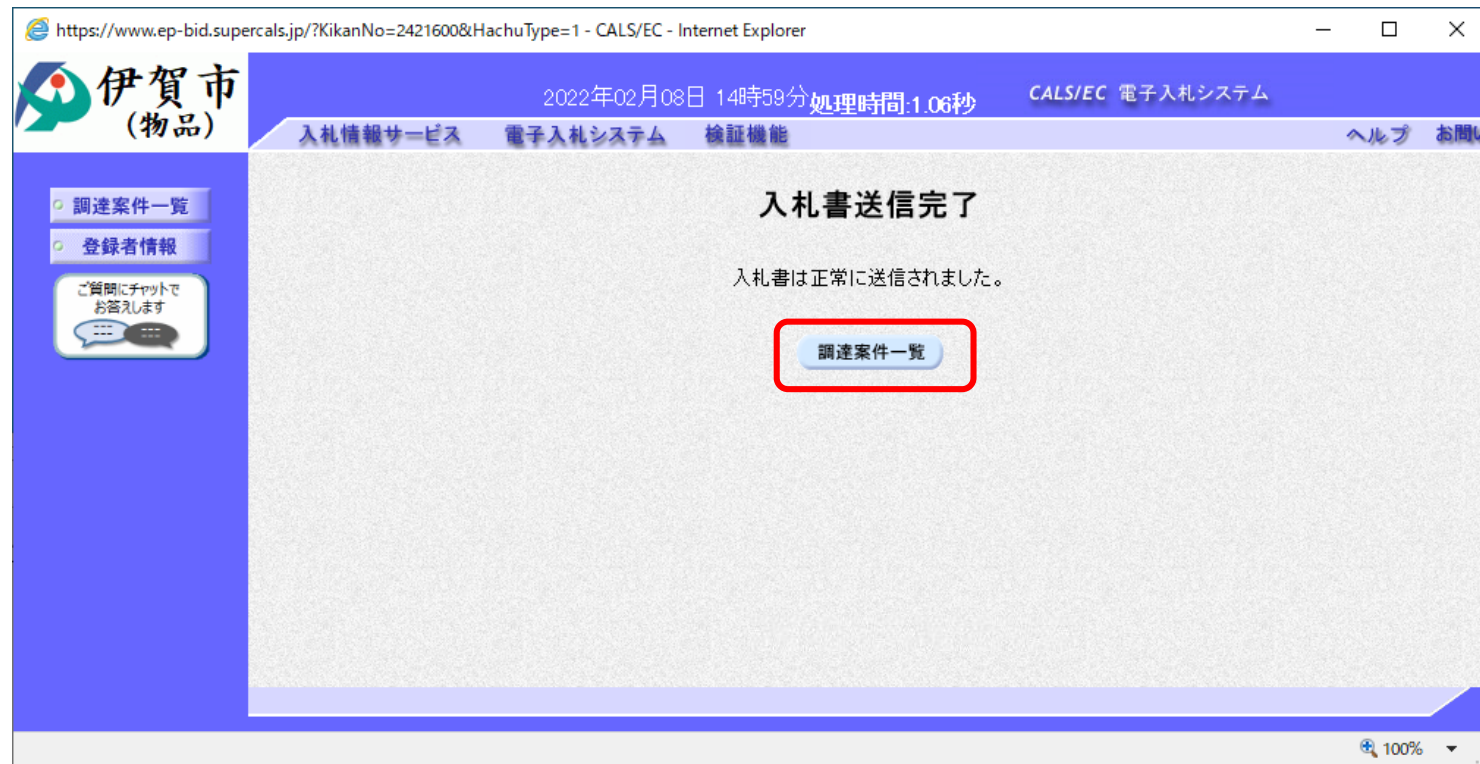 https://www.ep-bid.supercals.jp/?KikanNo=2421600&HachuType=1 - CALS/EC - Internet Explorer
伊賀市
(物品)
2022年02月08日 14時59分 処理時間:1.06秒
CALS/EC 電子入札システム
入札情報サービス 電子入札システム 検証機能 ヘルプ お問い
調達案件一覧
登録者情報
ご質問にチャットで
お答えします
入札書送信完了
入札書は正常に送信されました。
調達案件一覧
100%